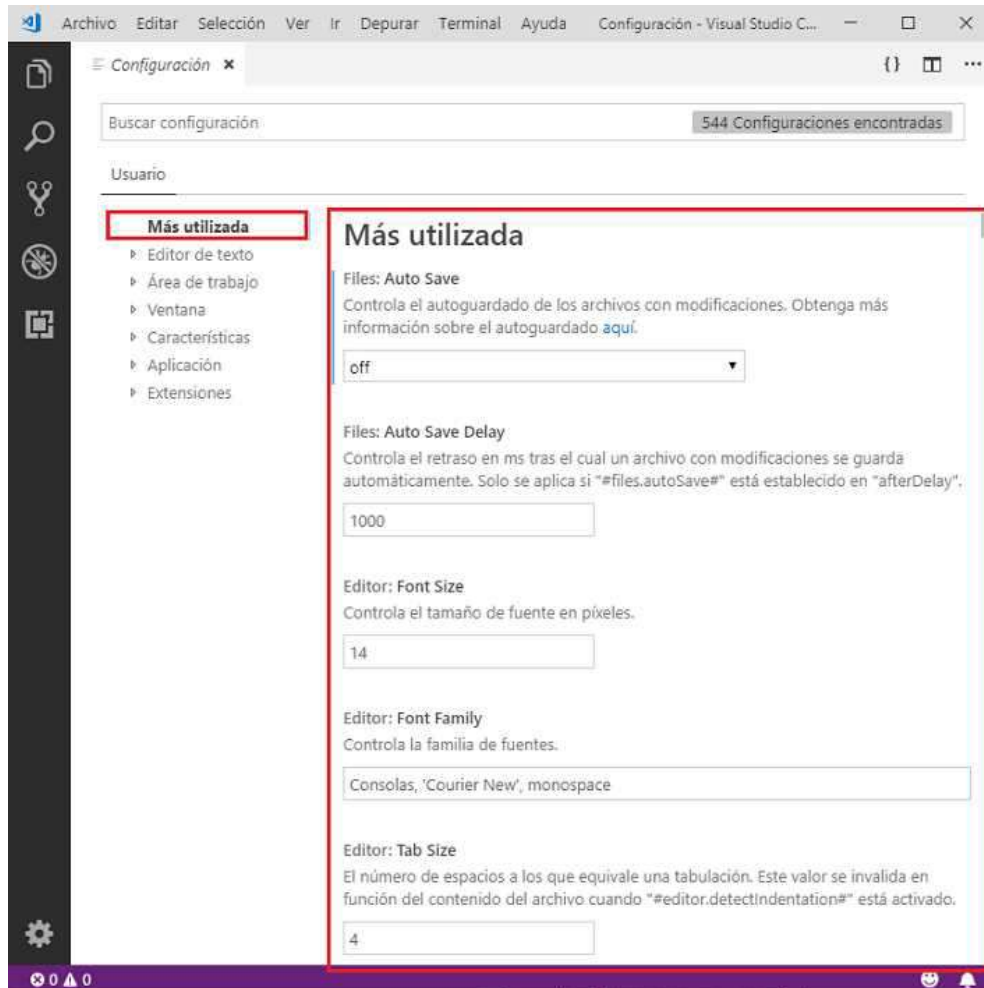 Archivo Editar Selección Ver Ir Depurar Terminal Ayuda Configuración - Visual Studio C...
Configuración
Buscar configuración 544 Configuraciones encontradas
Usuario
Más utilizada
Editor de texto
Área de trabajo
Ventana
Características
Aplicación
Extensiones
Más utilizada
Files: Auto Save
Controla el autoguardado de los archivos con modificaciones. Obtenga más
información sobre el autoguardado aquí.
off
Files: Auto Save Delay
Controla el retraso en ms tras el cual un archivo con modificaciones se guarda
automáticamente. Solo se aplica si "#files.autoSave#" está establecido en "afterDelay".
1000
Editor: Font Size
Controla el tamaño de fuente en píxeles.
14
Editor: Font Family
Controla la familia de fuentes.
Consolas, 'Courier New', monospace
Editor: Tab Size
El número de espacios a los que equivale una tabulación. Este valor se invalida en
función del contenido del archivo cuando "#editor.detectIndentation#" está activado.
4
0 0